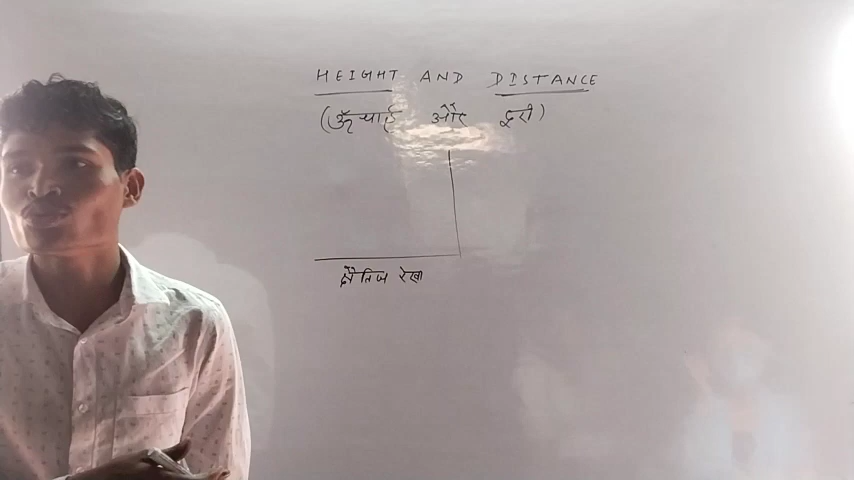 HEIGHT AND DISTANCE
(ऊँचाई और दूरी)
क्षैतिज रेखा